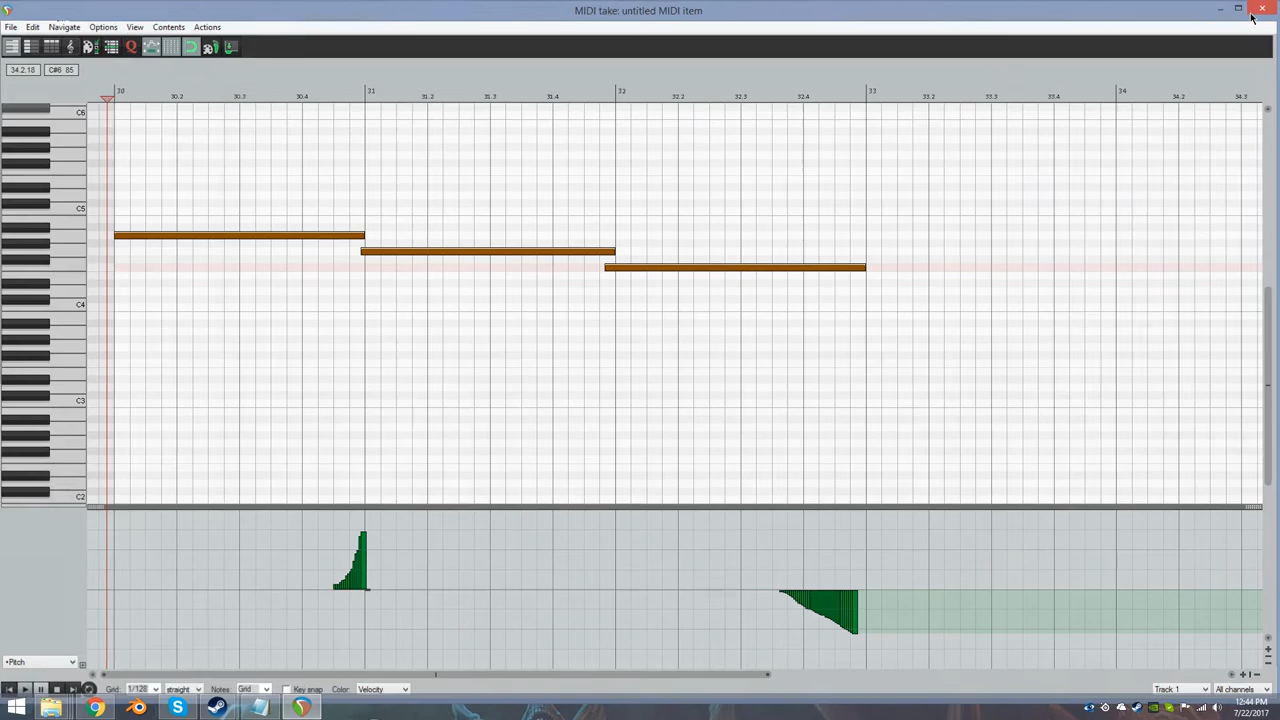 MIDI take: untitled MIDI item
File Edit Navigate Options View Contents Actions
Q
34.2.18 C#6 85
30 30.2 30.3 30.4 31 31.2 31.3 31.4 32 32.2 32.3 32.4 33 33.2 33.3 33.4 34 34.2 34.3
C6
C5
C4
C3
C2
•Pitch
Grid: 1/128 straight Notes: Grid Key snap Color: Velocity Track 1 All channels
12:44 PM
7/22/2017